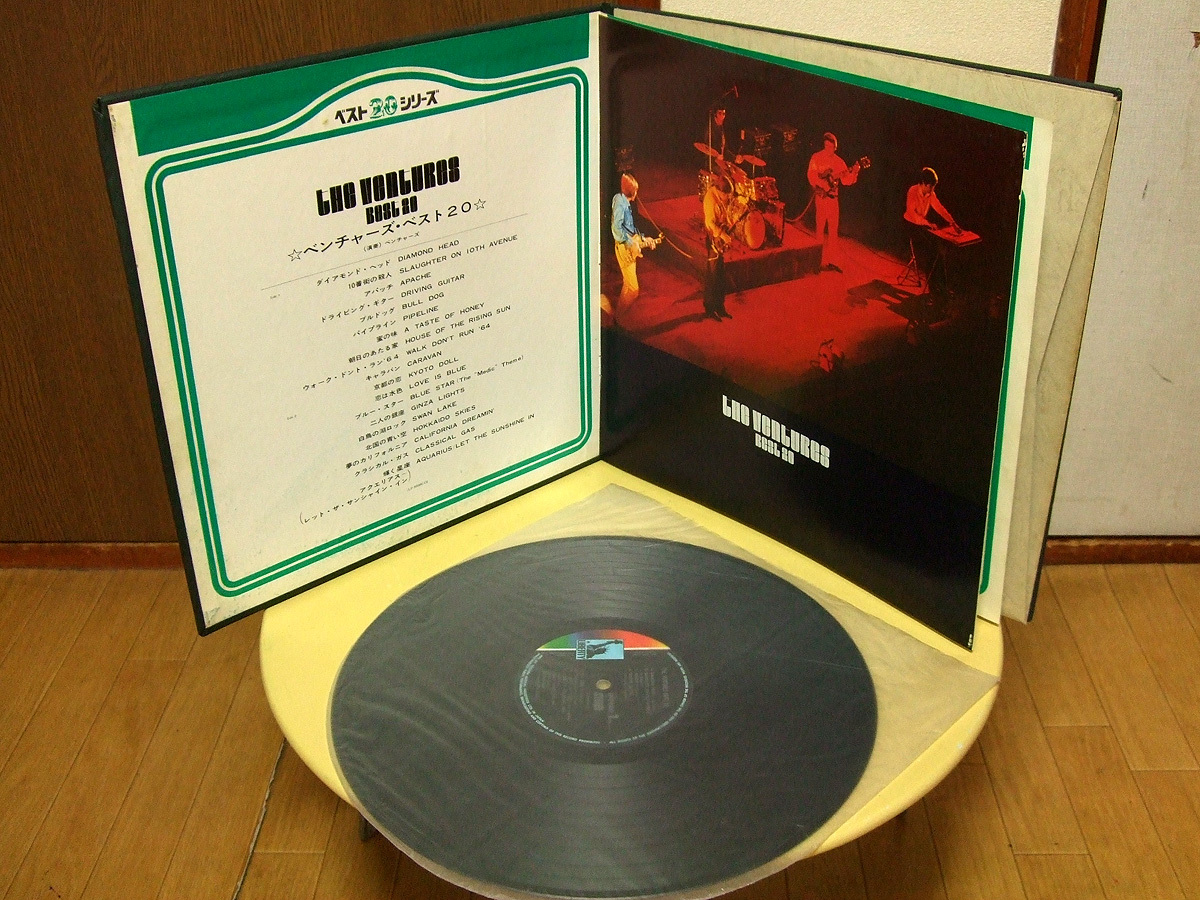 ベスト20シリーズ
the ventures
Best 20
☆ベンチャーズ・ベスト20☆
(演奏) ベンチャーズ
ダイアモンド・ヘッド DIAMOND HEAD
10番街の殺人 SLAUGHTER ON 10TH AVENUE
アパッチ APACHE
ドライビング・ギター DRIVING GUITAR
ブルドッグ BULL DOG
パイプライン PIPELINE
蜜の味 A TASTE OF HONEY
朝日のあたる家 HOUSE OF THE RISING SUN
ウォーク・ドント・ラン'64 WALK DON'T RUN '64
キャラバン CARAVAN
京都の恋 KYOTO DOLL
恋は水色 LOVE IS BLUE
ブルー・スター BLUE STAR (The "Medic" Theme)
二人の銀座 GINZA LIGHTS
白鳥の湖ロック SWAN LAKE
北国の青い空 HOKKAIDO SKIES
夢のカリフォルニア CALIFORNIA DREAMIN'
クラシカル・ガス CLASSICAL GAS
輝く星座 AQUARIUS/LET THE SUNSHINE IN
(アクエリアス〜
レット・ザ・サンシャイン・イン)
the ventures
Best 20
LIBERTY